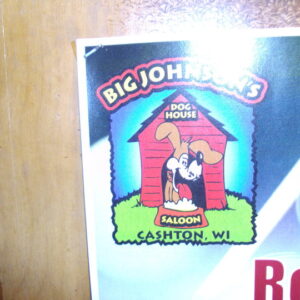 BIG JOHNSON'S
DOG
HOUSE
SALOON
CASHTON, WI